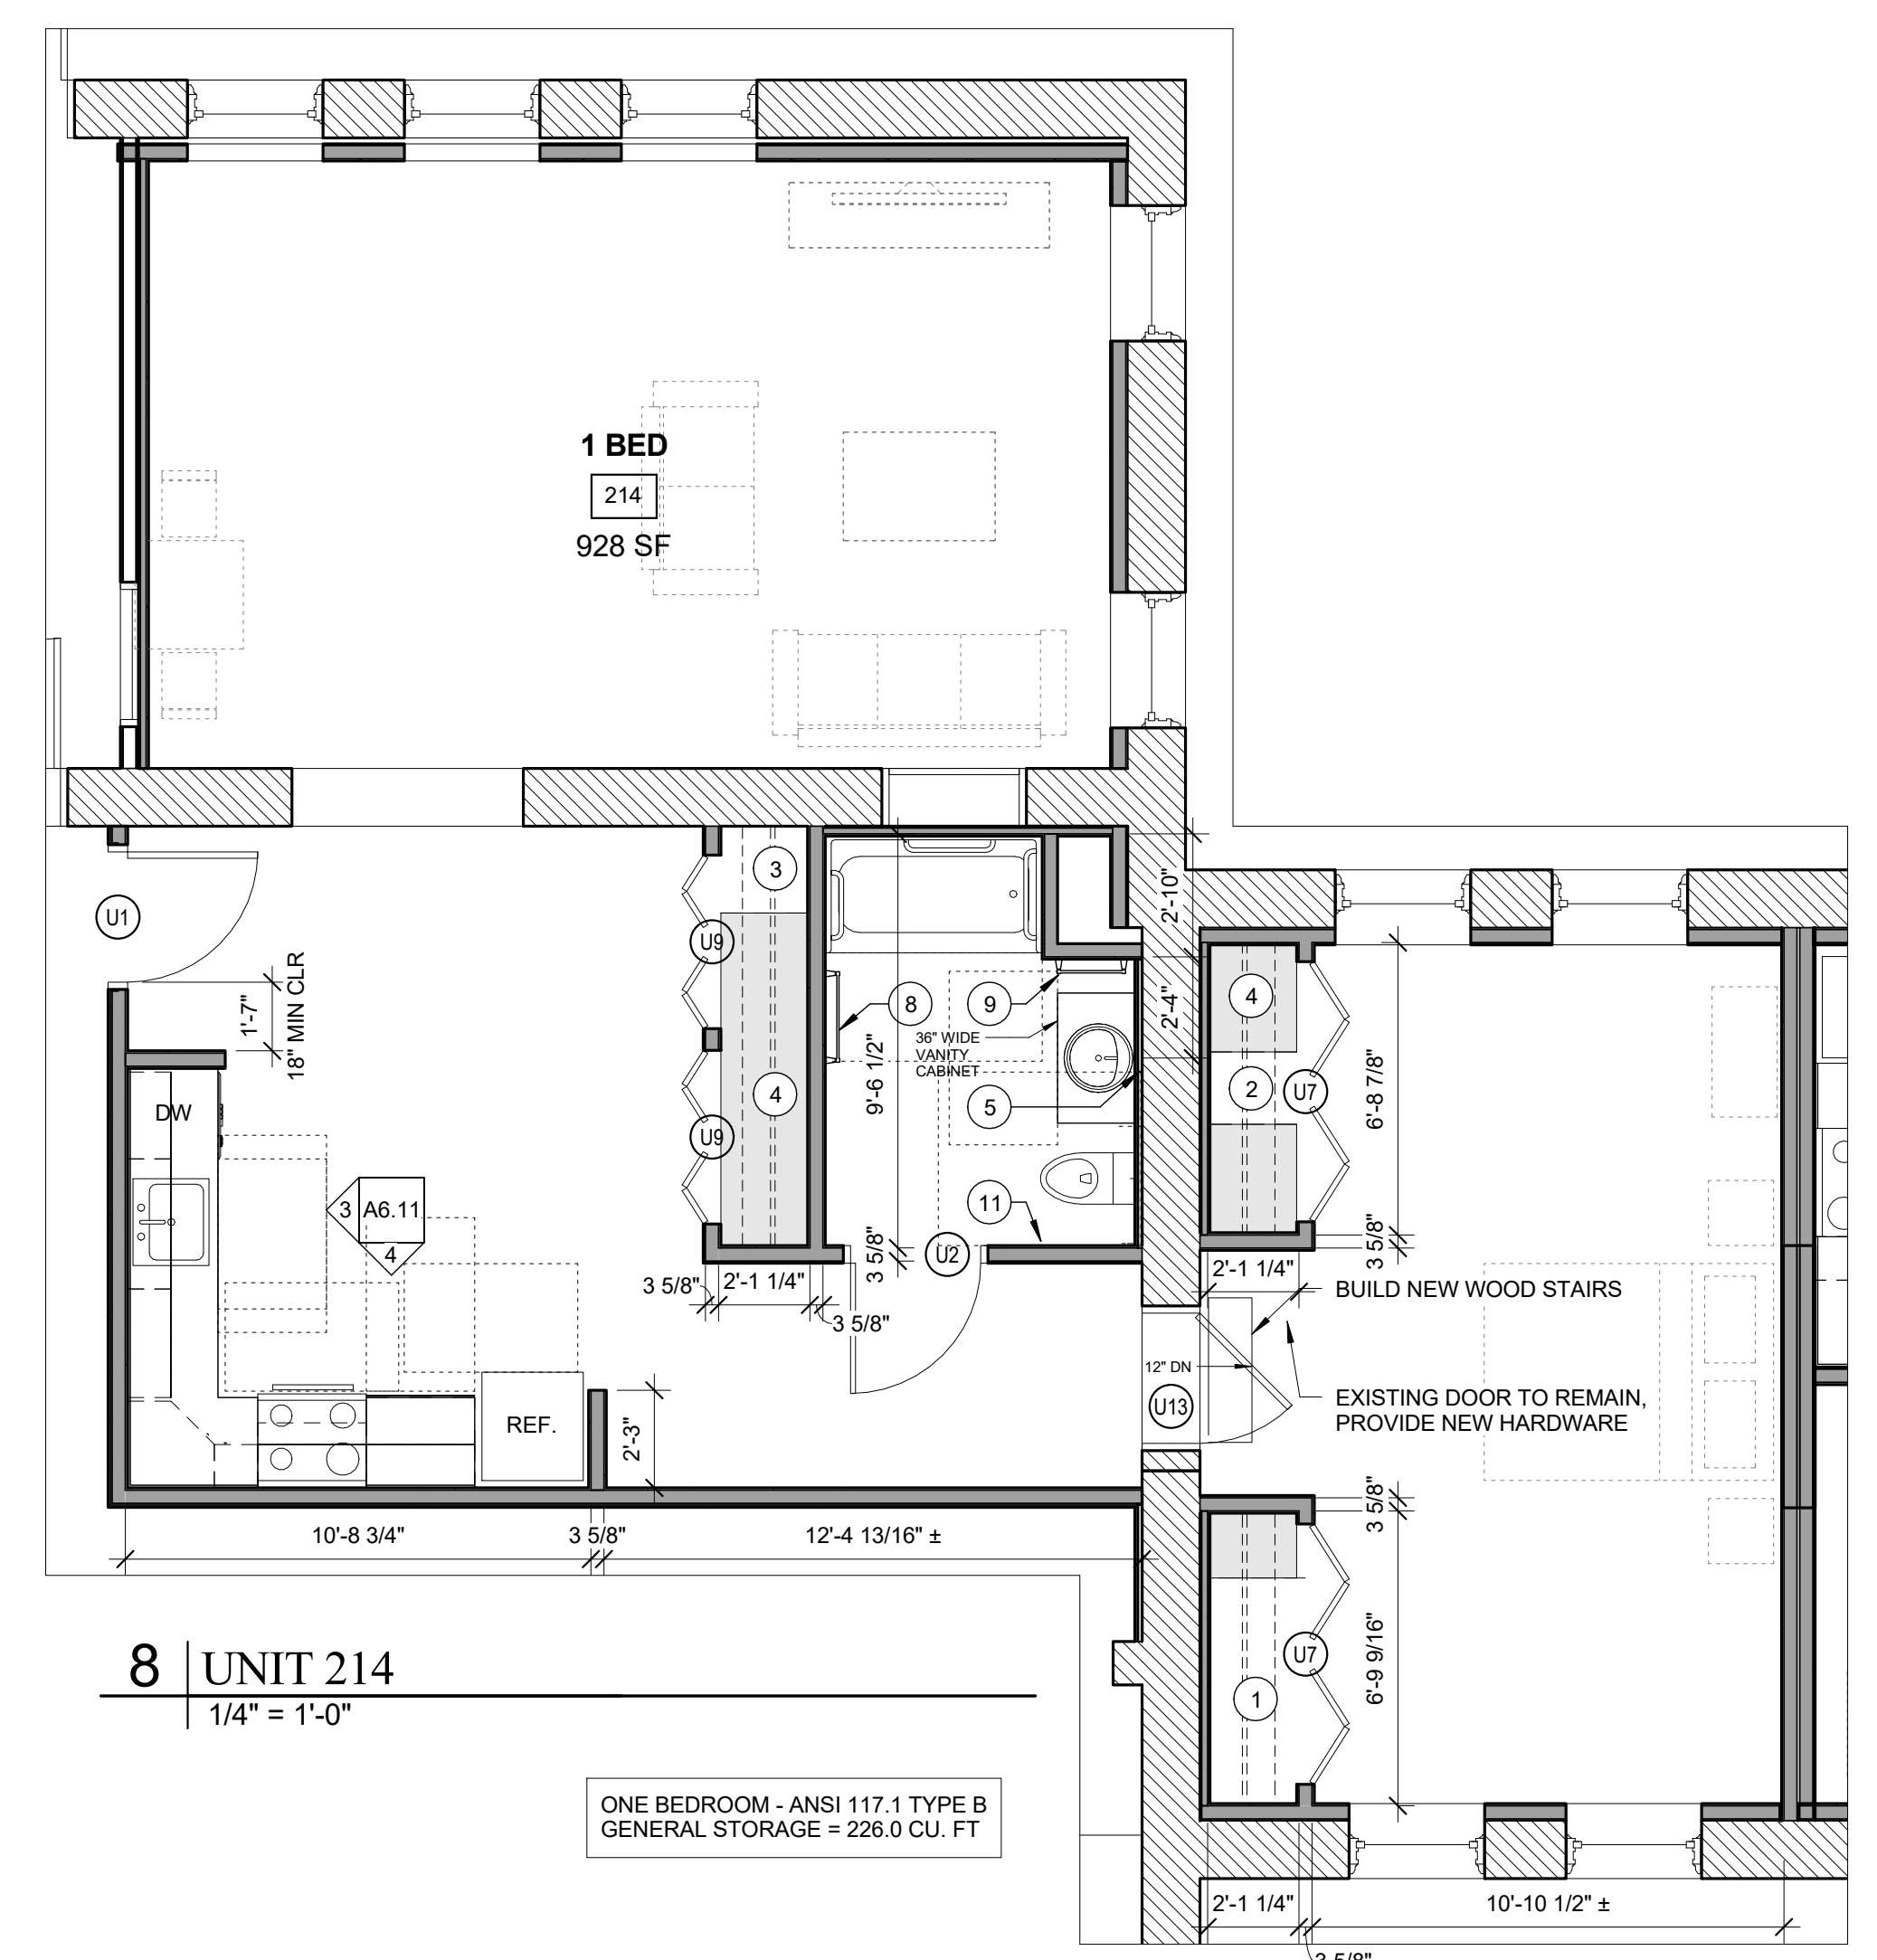 1 BED
214
928 SF
U1
1'-7"
18" MIN CLR
3
U9
4
U9
8
9
36" WIDE
VANITY
CABINET
9'-6 1/2"
5
11
2'-10"
2'-4"
4
2
U7
6'-8 7/8"
DW
3 A6.11
4
3 5/8"
U2
3 5/8"
2'-1 1/4"
3 5/8"
3 5/8"
2'-1 1/4"
BUILD NEW WOOD STAIRS
12" DN
U13
EXISTING DOOR TO REMAIN,
PROVIDE NEW HARDWARE
REF.
2'-3"
10'-8 3/4"
3 5/8"
12'-4 13/16" ±
3 5/8"
6'-9 9/16"
U7
1
8 UNIT 214
1/4" = 1'-0"
ONE BEDROOM - ANSI 117.1 TYPE B
GENERAL STORAGE = 226.0 CU. FT
2'-1 1/4"
10'-10 1/2" ±
3 5/8"